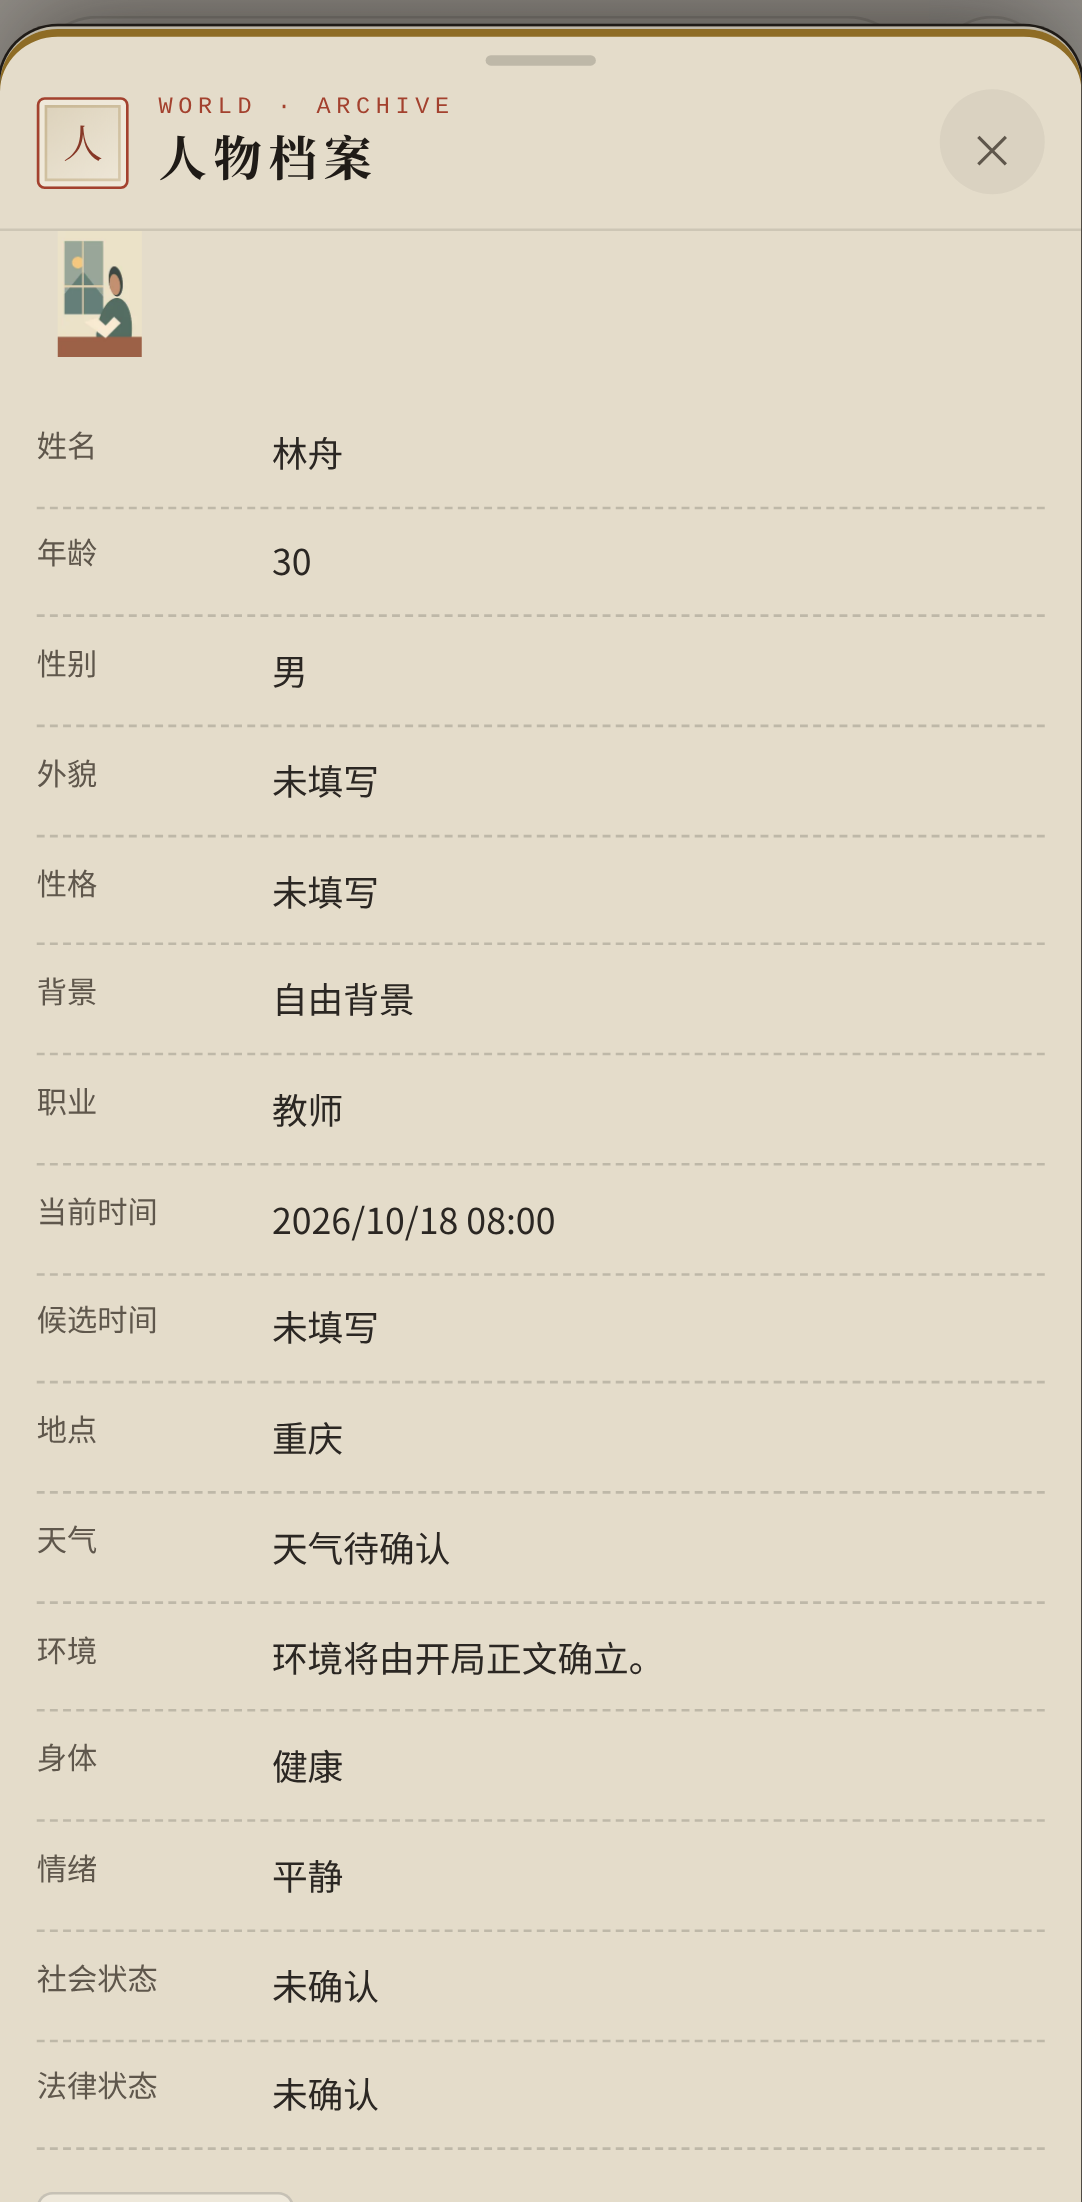 WORLD · ARCHIVE
人
人物档案
姓名 林舟
年龄 30
性别 男
外貌 未填写
性格 未填写
背景 自由背景
职业 教师
当前时间 2026/10/18 08:00
候选时间 未填写
地点 重庆
天气 天气待确认
环境 环境将由开局正文确立。
身体 健康
情绪 平静
社会状态 未确认
法律状态 未确认